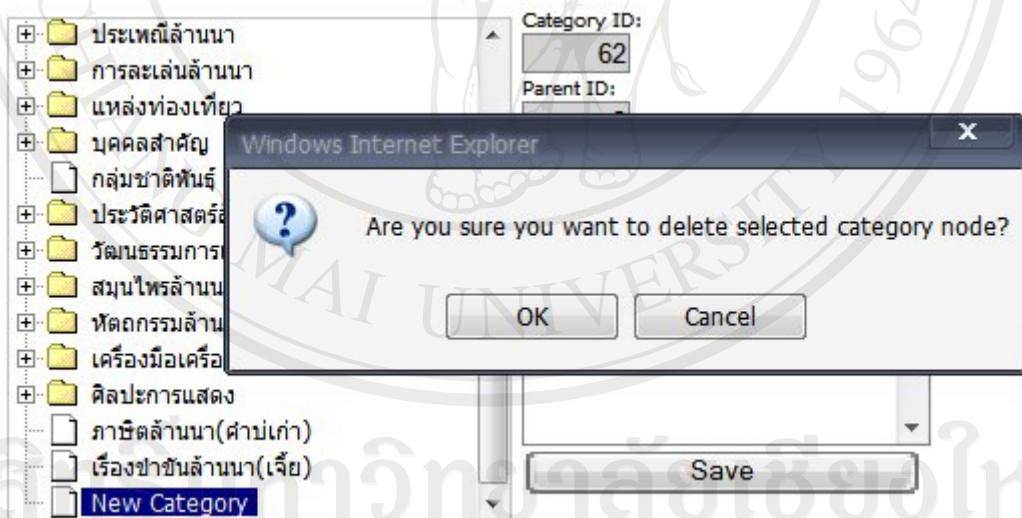 ประเพณีล้านนา
การละเล่นล้านนา
แหล่งท่องเที่ยว
บุคคลสำคัญ
กลุ่มชาติพันธุ์
ประวัติศาสตร์
วัฒนธรรมการ
สมุนไพรล้านน
หัตถกรรมล้าน
เครื่องมือเครื่อ
ศิลปะการแสดง
ภาษิตล้านนา(คำบ่เก่า)
เรื่องขำขันล้านนา(เจี้ย)
New Category
Category ID:
62
Parent ID:
Windows Internet Explorer
x
Are you sure you want to delete selected category node?
OK
Cancel
Save
MAI UNIVERSITY 1964